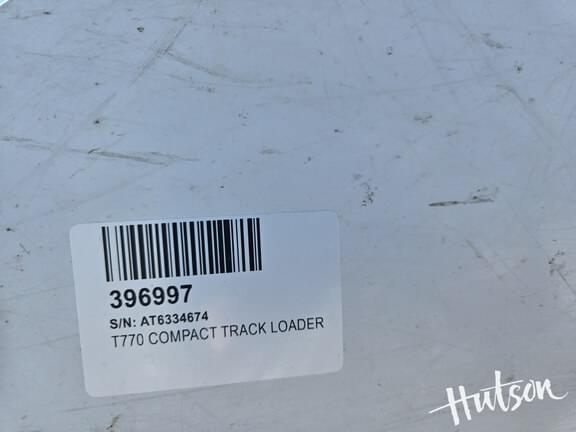 396997
S/N: AT6334674
T770 COMPACT TRACK LOADER
Hutson